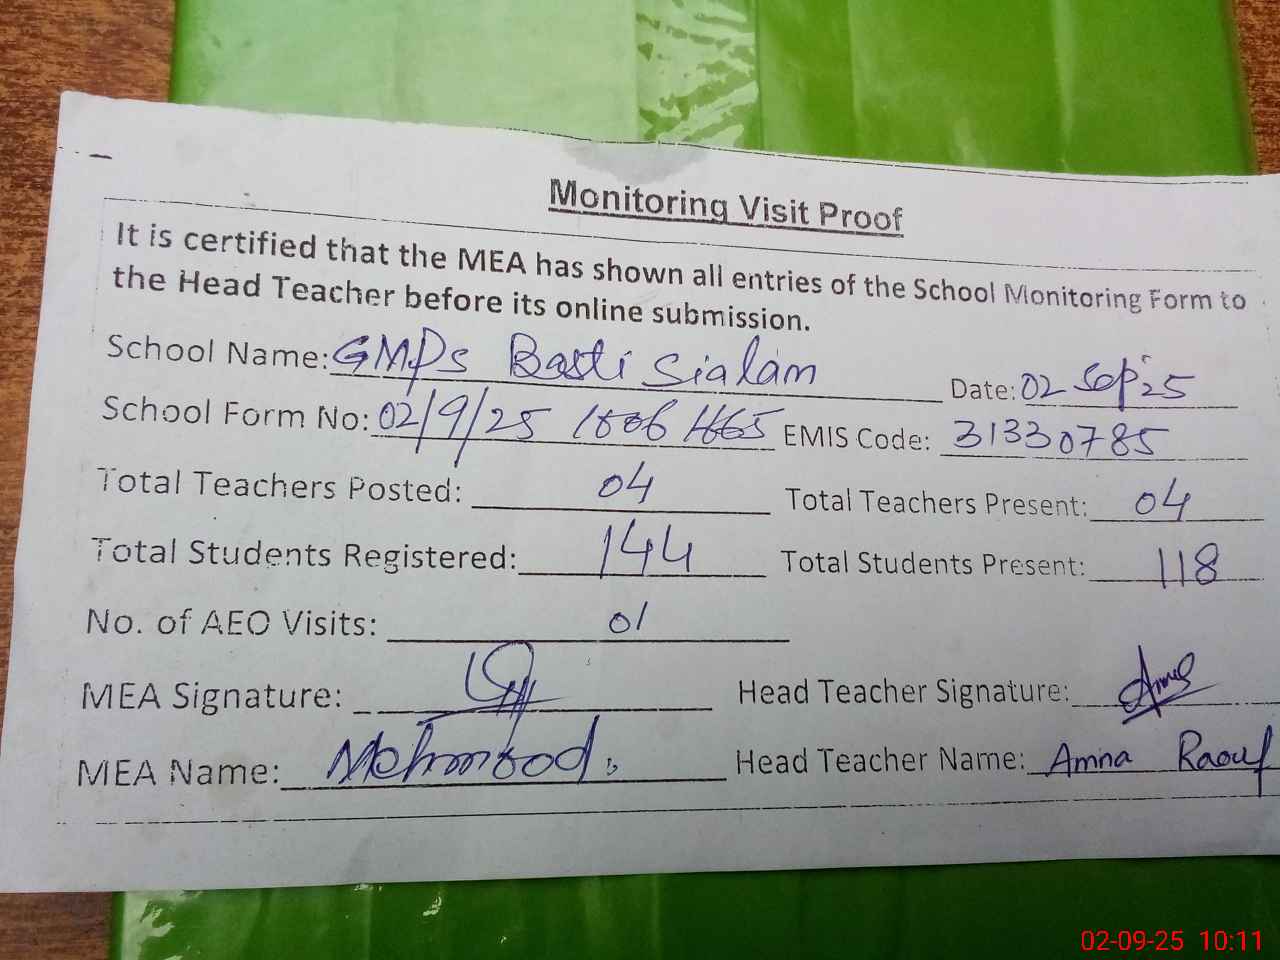 Monitoring Visit Proof
It is certified that the MEA has shown all entries of the School Monitoring Form to
the Head Teacher before its online submission.
School Name: GMPS Basti Sialan Date: 02 Sep'25
School Form No: 02/9/25 EMIS Code: 31330785
Total Teachers Posted: 04 Total Teachers Present: 04
Total Students Registered: 144 Total Students Present: 118
No. of AEO Visits: 01
MEA Signature: Head Teacher Signature:
MEA Name: Mehmood. Head Teacher Name: Amna Raouf
02-09-25 10:11